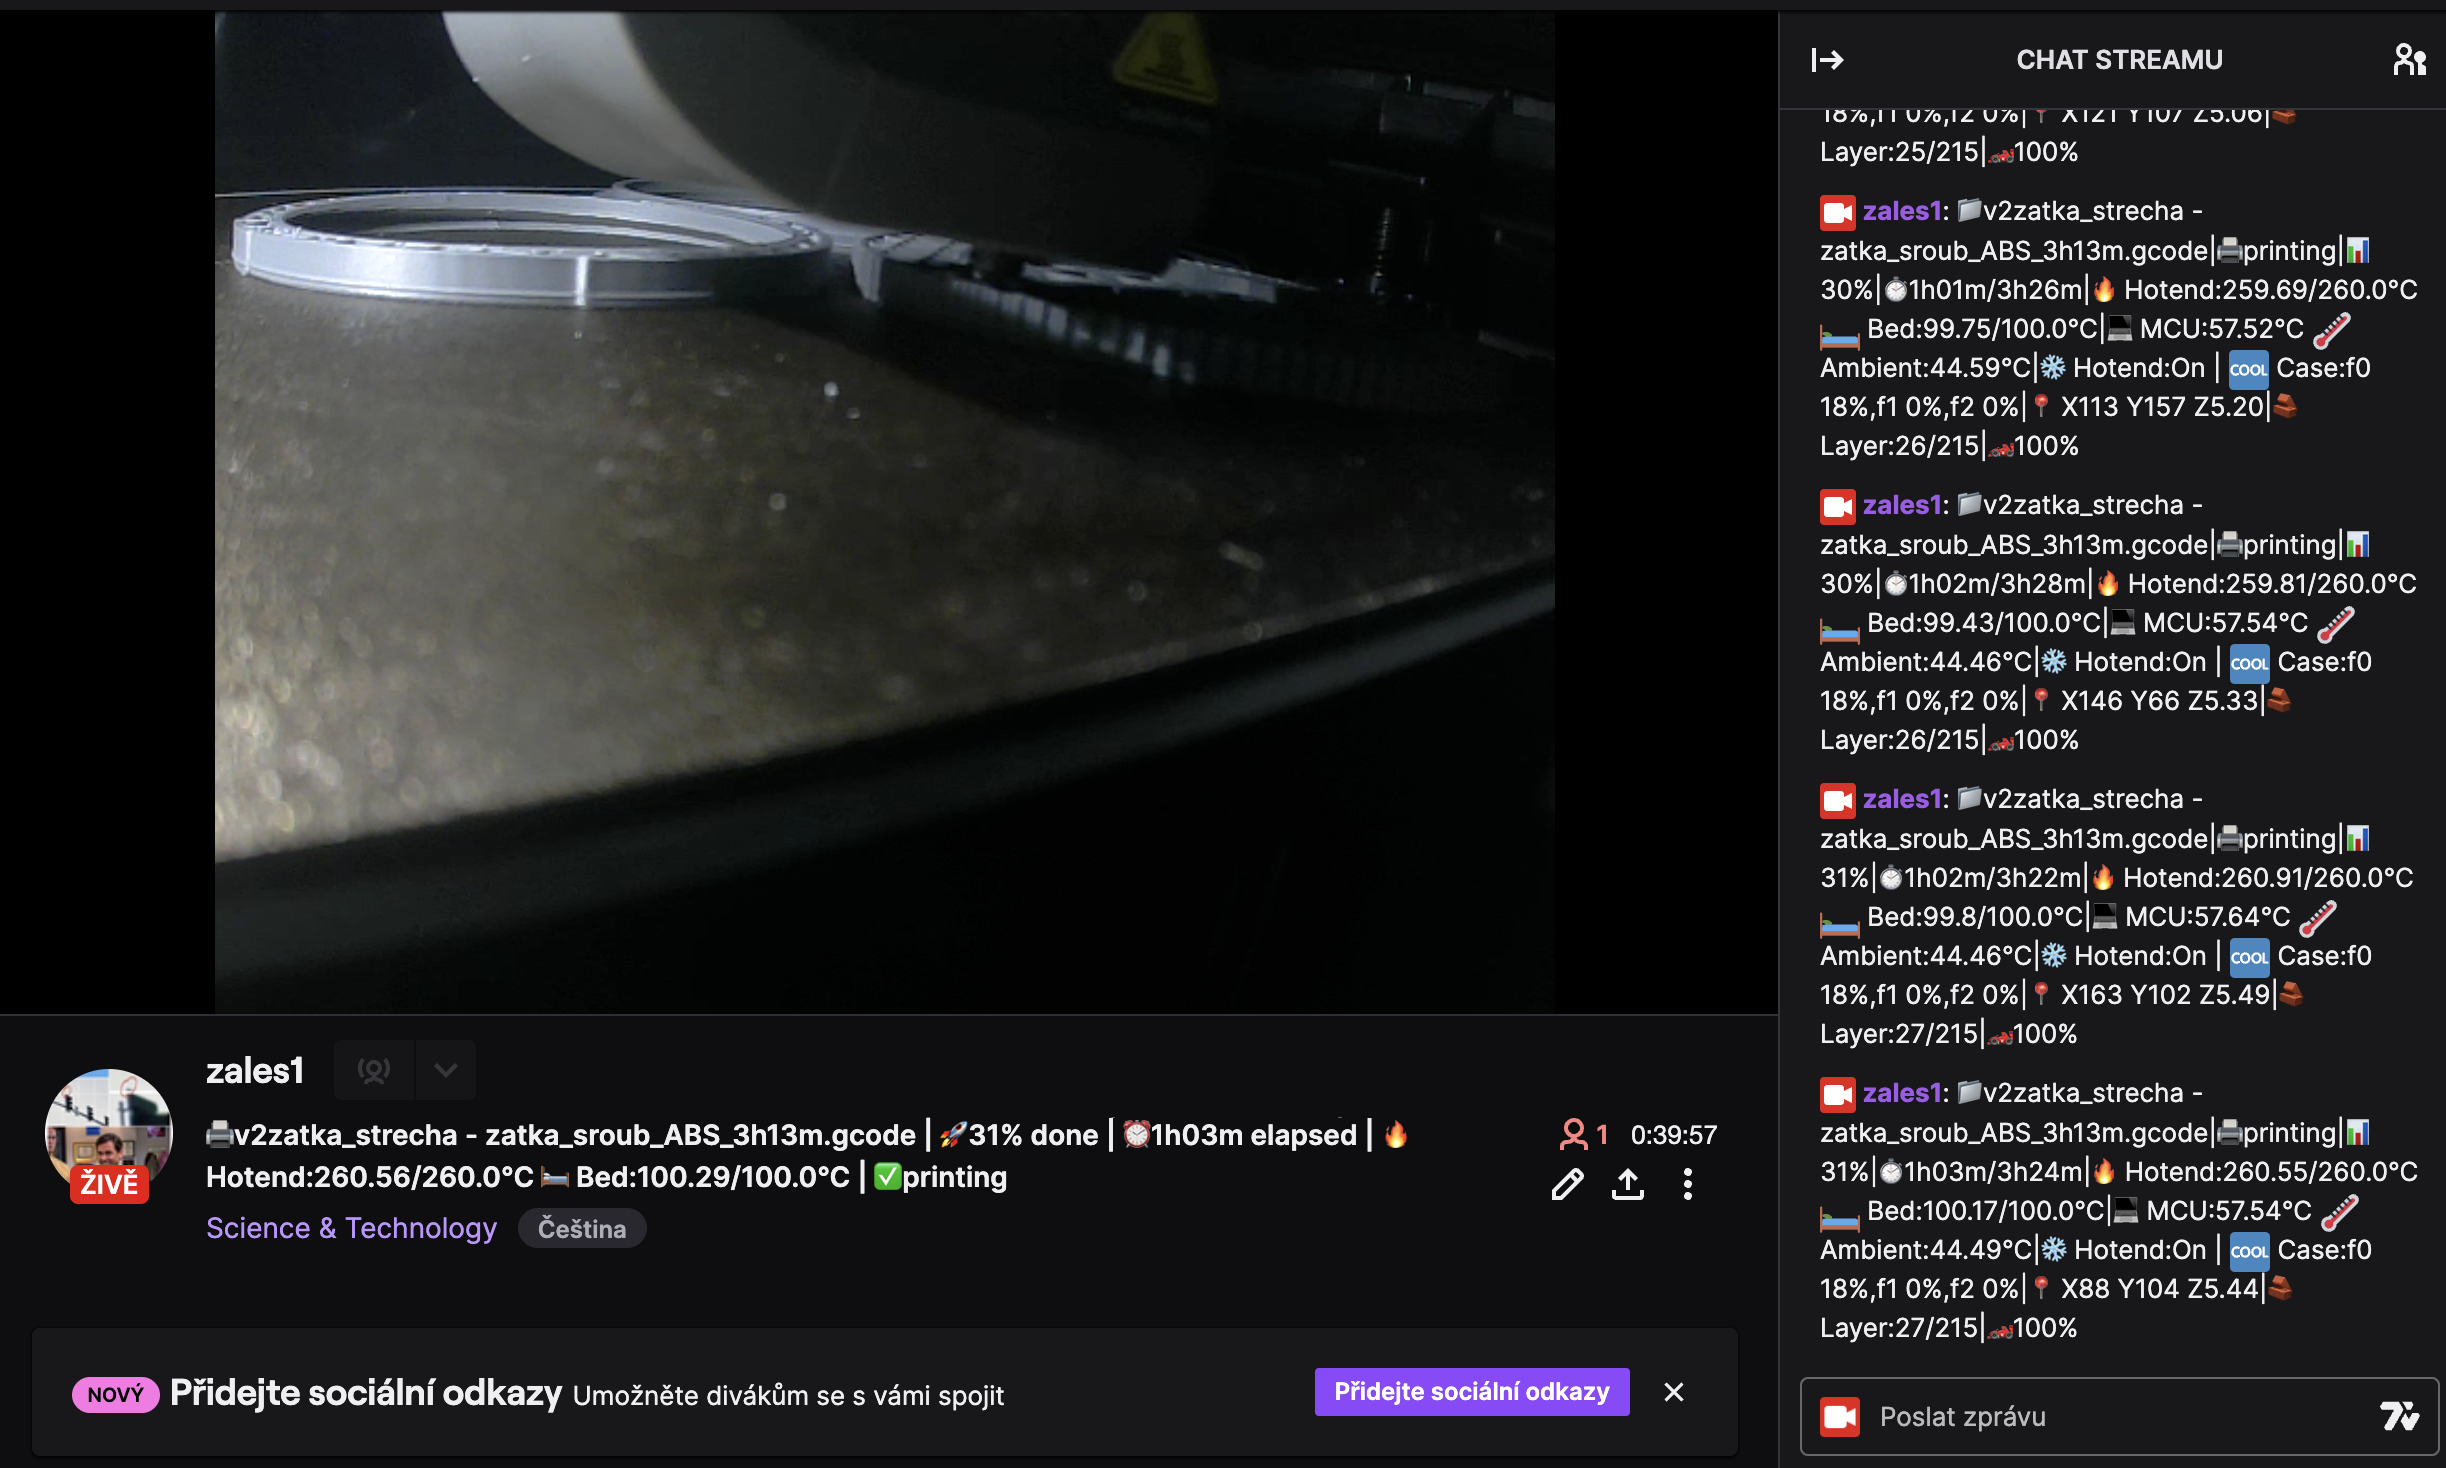 zales1
v2zatka_strecha - zatka_sroub_ABS_3h13m.gcode | 31% done | 1h03m elapsed |
Hotend:260.56/260.0°C Bed:100.29/100.0°C | printing
ŽIVĚ
Science & Technology Čeština
1 0:39:57
NOVÝ Přidejte sociální odkazy Umožněte divákům se s vámi spojit
Přidejte sociální odkazy
CHAT STREAMU
18%,f1 0%,f2 0%| X121 Y107 Z5.06|
Layer:25/215|100%
zales1: v2zatka_strecha -
zatka_sroub_ABS_3h13m.gcode|printing|
30%|1h01m/3h26m| Hotend:259.69/260.0°C
Bed:99.75/100.0°C| MCU:57.52°C
Ambient:44.59°C| Hotend:On | COOL Case:f0
18%,f1 0%,f2 0%| X113 Y157 Z5.20|
Layer:26/215|100%
zales1: v2zatka_strecha -
zatka_sroub_ABS_3h13m.gcode|printing|
30%|1h02m/3h28m| Hotend:259.81/260.0°C
Bed:99.43/100.0°C| MCU:57.54°C
Ambient:44.46°C| Hotend:On | COOL Case:f0
18%,f1 0%,f2 0%| X146 Y66 Z5.33|
Layer:26/215|100%
zales1: v2zatka_strecha -
zatka_sroub_ABS_3h13m.gcode|printing|
31%|1h02m/3h22m| Hotend:260.91/260.0°C
Bed:99.8/100.0°C| MCU:57.64°C
Ambient:44.46°C| Hotend:On | COOL Case:f0
18%,f1 0%,f2 0%| X163 Y102 Z5.49|
Layer:27/215|100%
zales1: v2zatka_strecha -
zatka_sroub_ABS_3h13m.gcode|printing|
31%|1h03m/3h24m| Hotend:260.55/260.0°C
Bed:100.17/100.0°C| MCU:57.54°C
Ambient:44.49°C| Hotend:On | COOL Case:f0
18%,f1 0%,f2 0%| X88 Y104 Z5.44|
Layer:27/215|100%
Poslat zprávu